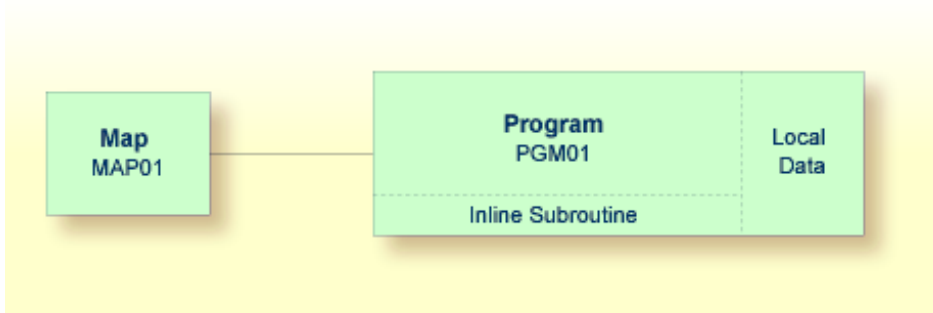 Map
MAP01
Program
PGM01
Inline Subroutine
Local
Data